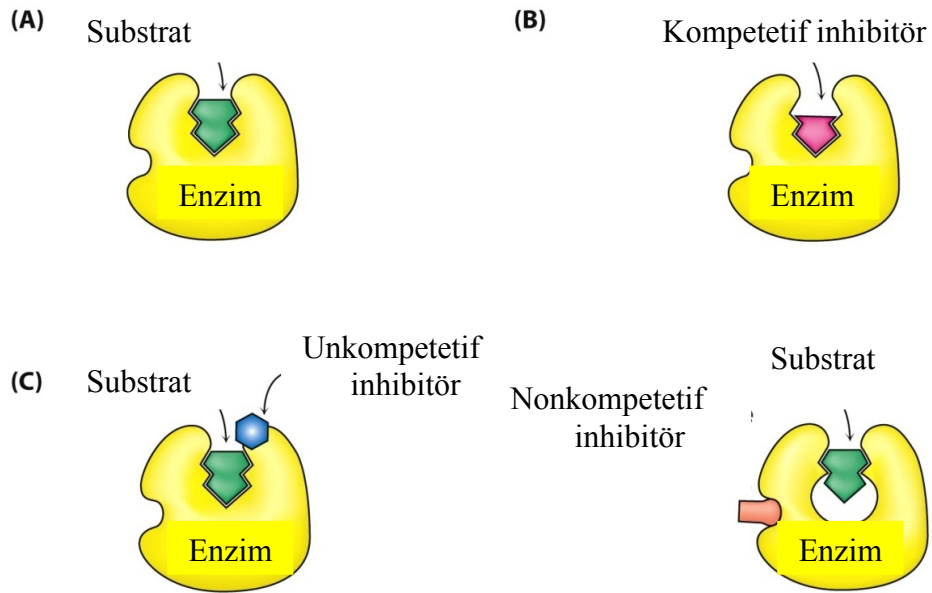 (A)
Substrat
Enzim
(B)
Kompetetif inhibitör
Enzim
(C)
Substrat
Unkompetetif
inhibitör
Enzim
Nonkompetetif
inhibitör
Substrat
Enzim